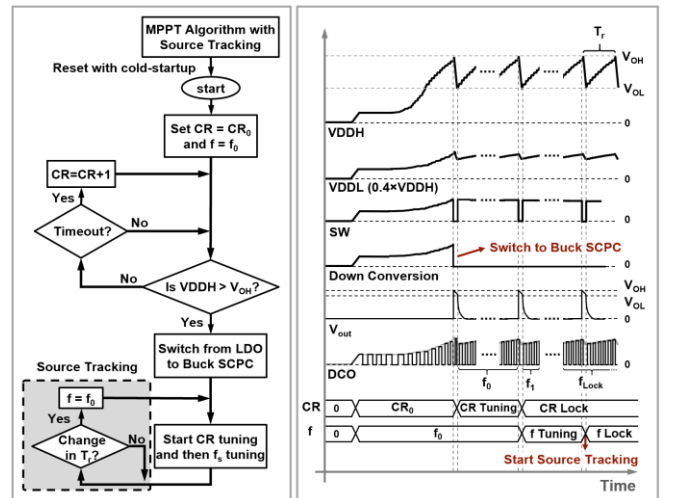 MPPT Algorithm with
Source Tracking
Reset with cold-startup
start
Set CR = CR0
and f = f0
CR=CR+1
Yes
No
Timeout?
No
Is VDDH > VOH?
Yes
Switch from LDO
to Buck SCPC
Source Tracking
f = f0
Yes
Change
in Tr?
No
Start CR tuning
and then fs tuning
Tr
VOH
VOL
0
VDDH
0
VDDL (0.4×VDDH)
0
SW
Switch to Buck SCPC
0
Down Conversion
VOH
VOL
0
Vout
0
DCO
f0
f1
fLock
CR 0 CR0 CR Tuning CR Lock
f 0 f0 f Tuning f Lock
Start Source Tracking
Time